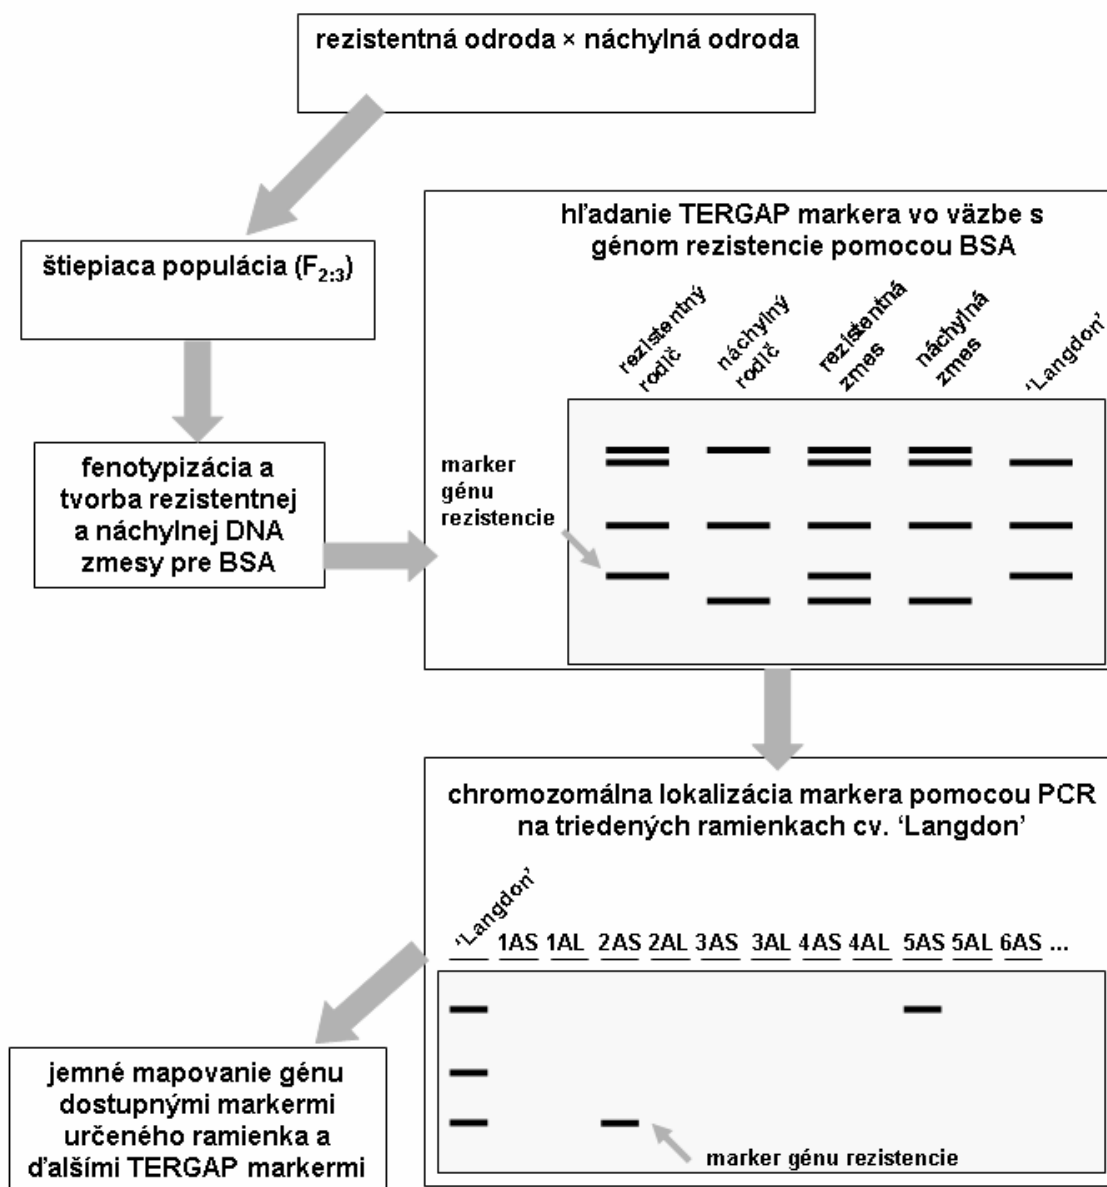 rezistentná odroda × náchylná odroda
štiepiaca populácia (F2:3)
fenotypizácia a
tvorba rezistentnej
a náchylnej DNA
zmesy pre BSA
hľadanie TERGAP markera vo väzbe s
génom rezistencie pomocou BSA
rezistentný
rodič
náchylný
rodič
rezistentná
zmes
náchylná
zmes
‘Langdon’
marker
génu
rezistencie
chromozomálna lokalizácia markera pomocou PCR
na triedených ramienkach cv. ‘Langdon’
‘Langdon’
1AS 1AL 2AS 2AL 3AS 3AL 4AS 4AL 5AS 5AL 6AS ...
marker génu rezistencie
jemné mapovanie génu
dostupnými markermi
určeného ramienka a
ďalšími TERGAP markermi